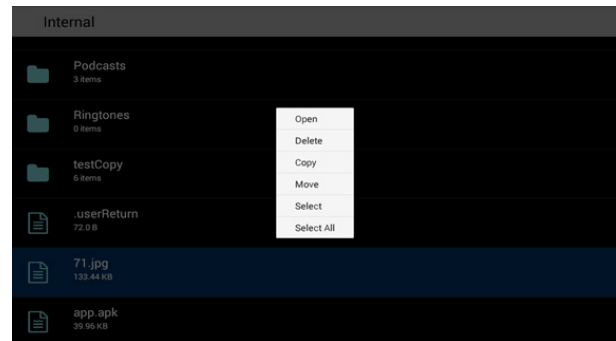 Internal
Podcasts
3 items
Ringtones
0 items
testCopy
6 items
.userReturn
72.0 B
71.jpg
133.44 KB
app.apk
39.96 KB
Open
Delete
Copy
Move
Select
Select All